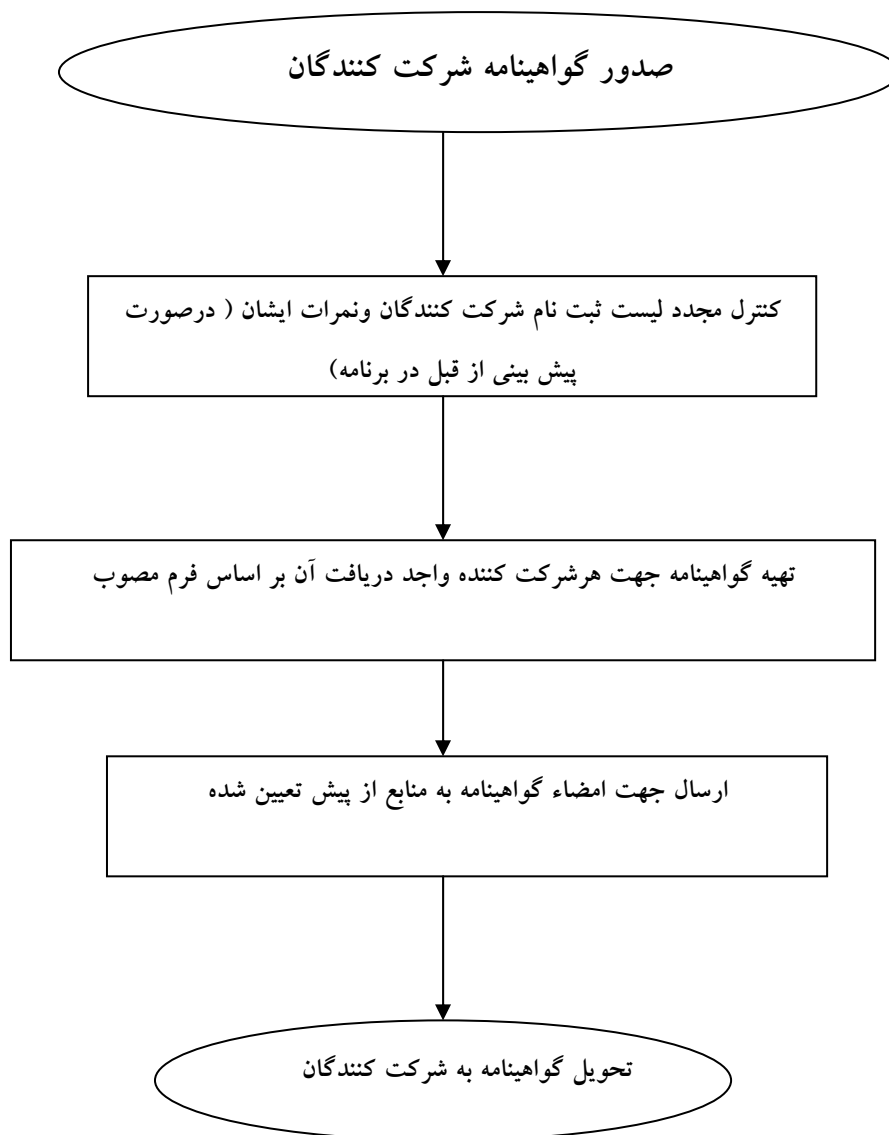 صدور گواهینامه شرکت کنندگان
کنترل مجدد لیست ثبت نام شرکت کنندگان ونمرات ایشان ( درصورت
پیش بینی از قبل در برنامه)
تهیه گواهینامه جهت هرشرکت کننده واجد دریافت آن بر اساس فرم مصوب
ارسال جهت امضاء گواهینامه به منابع از پیش تعیین شده
تحویل گواهینامه به شرکت کنندگان